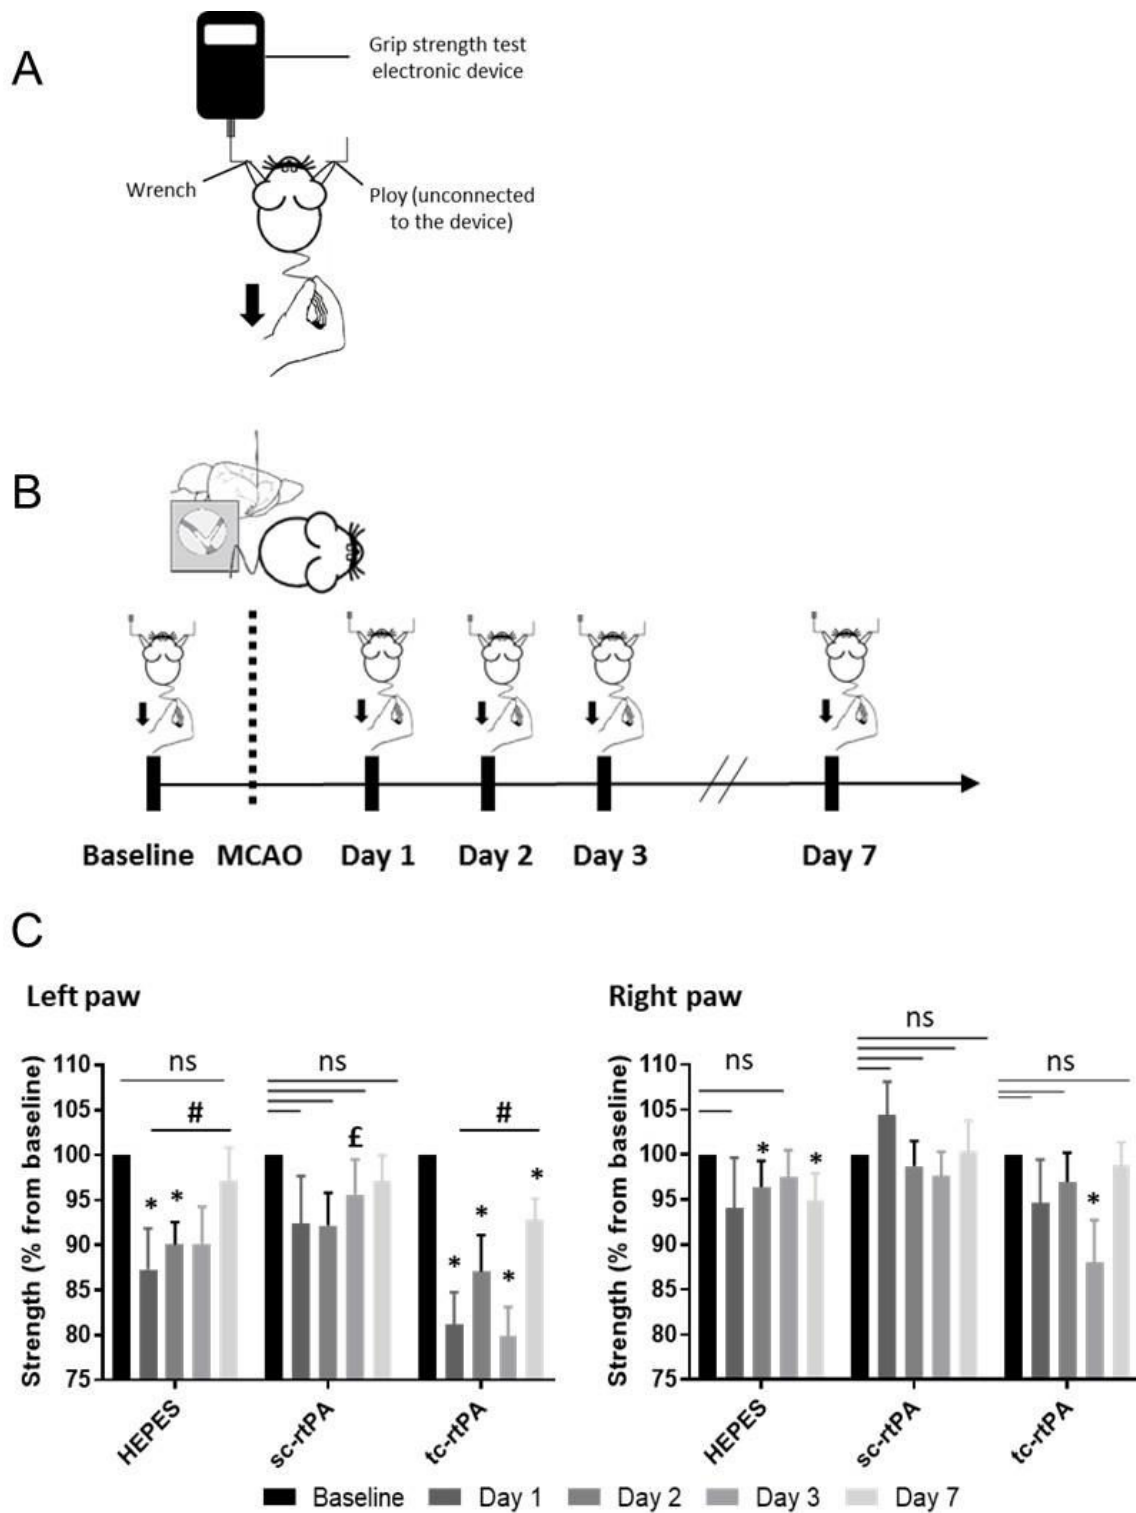 A
Grip strength test
electronic device
Wrench
Ploy (unconnected
to the device)
B
Baseline MCAO Day 1 Day 2 Day 3 Day 7
C
Left paw
Right paw
Strength (% from baseline)
110
105
100
95
90
85
80
75
ns
#
* *
ns
£
#
* * * *
HEPES
sc-rtPA
tc-rtPA
Strength (% from baseline)
110
105
100
95
90
85
80
75
ns
* *
ns
ns
*
HEPES
sc-rtPA
tc-rtPA
Baseline Day 1 Day 2 Day 3 Day 7